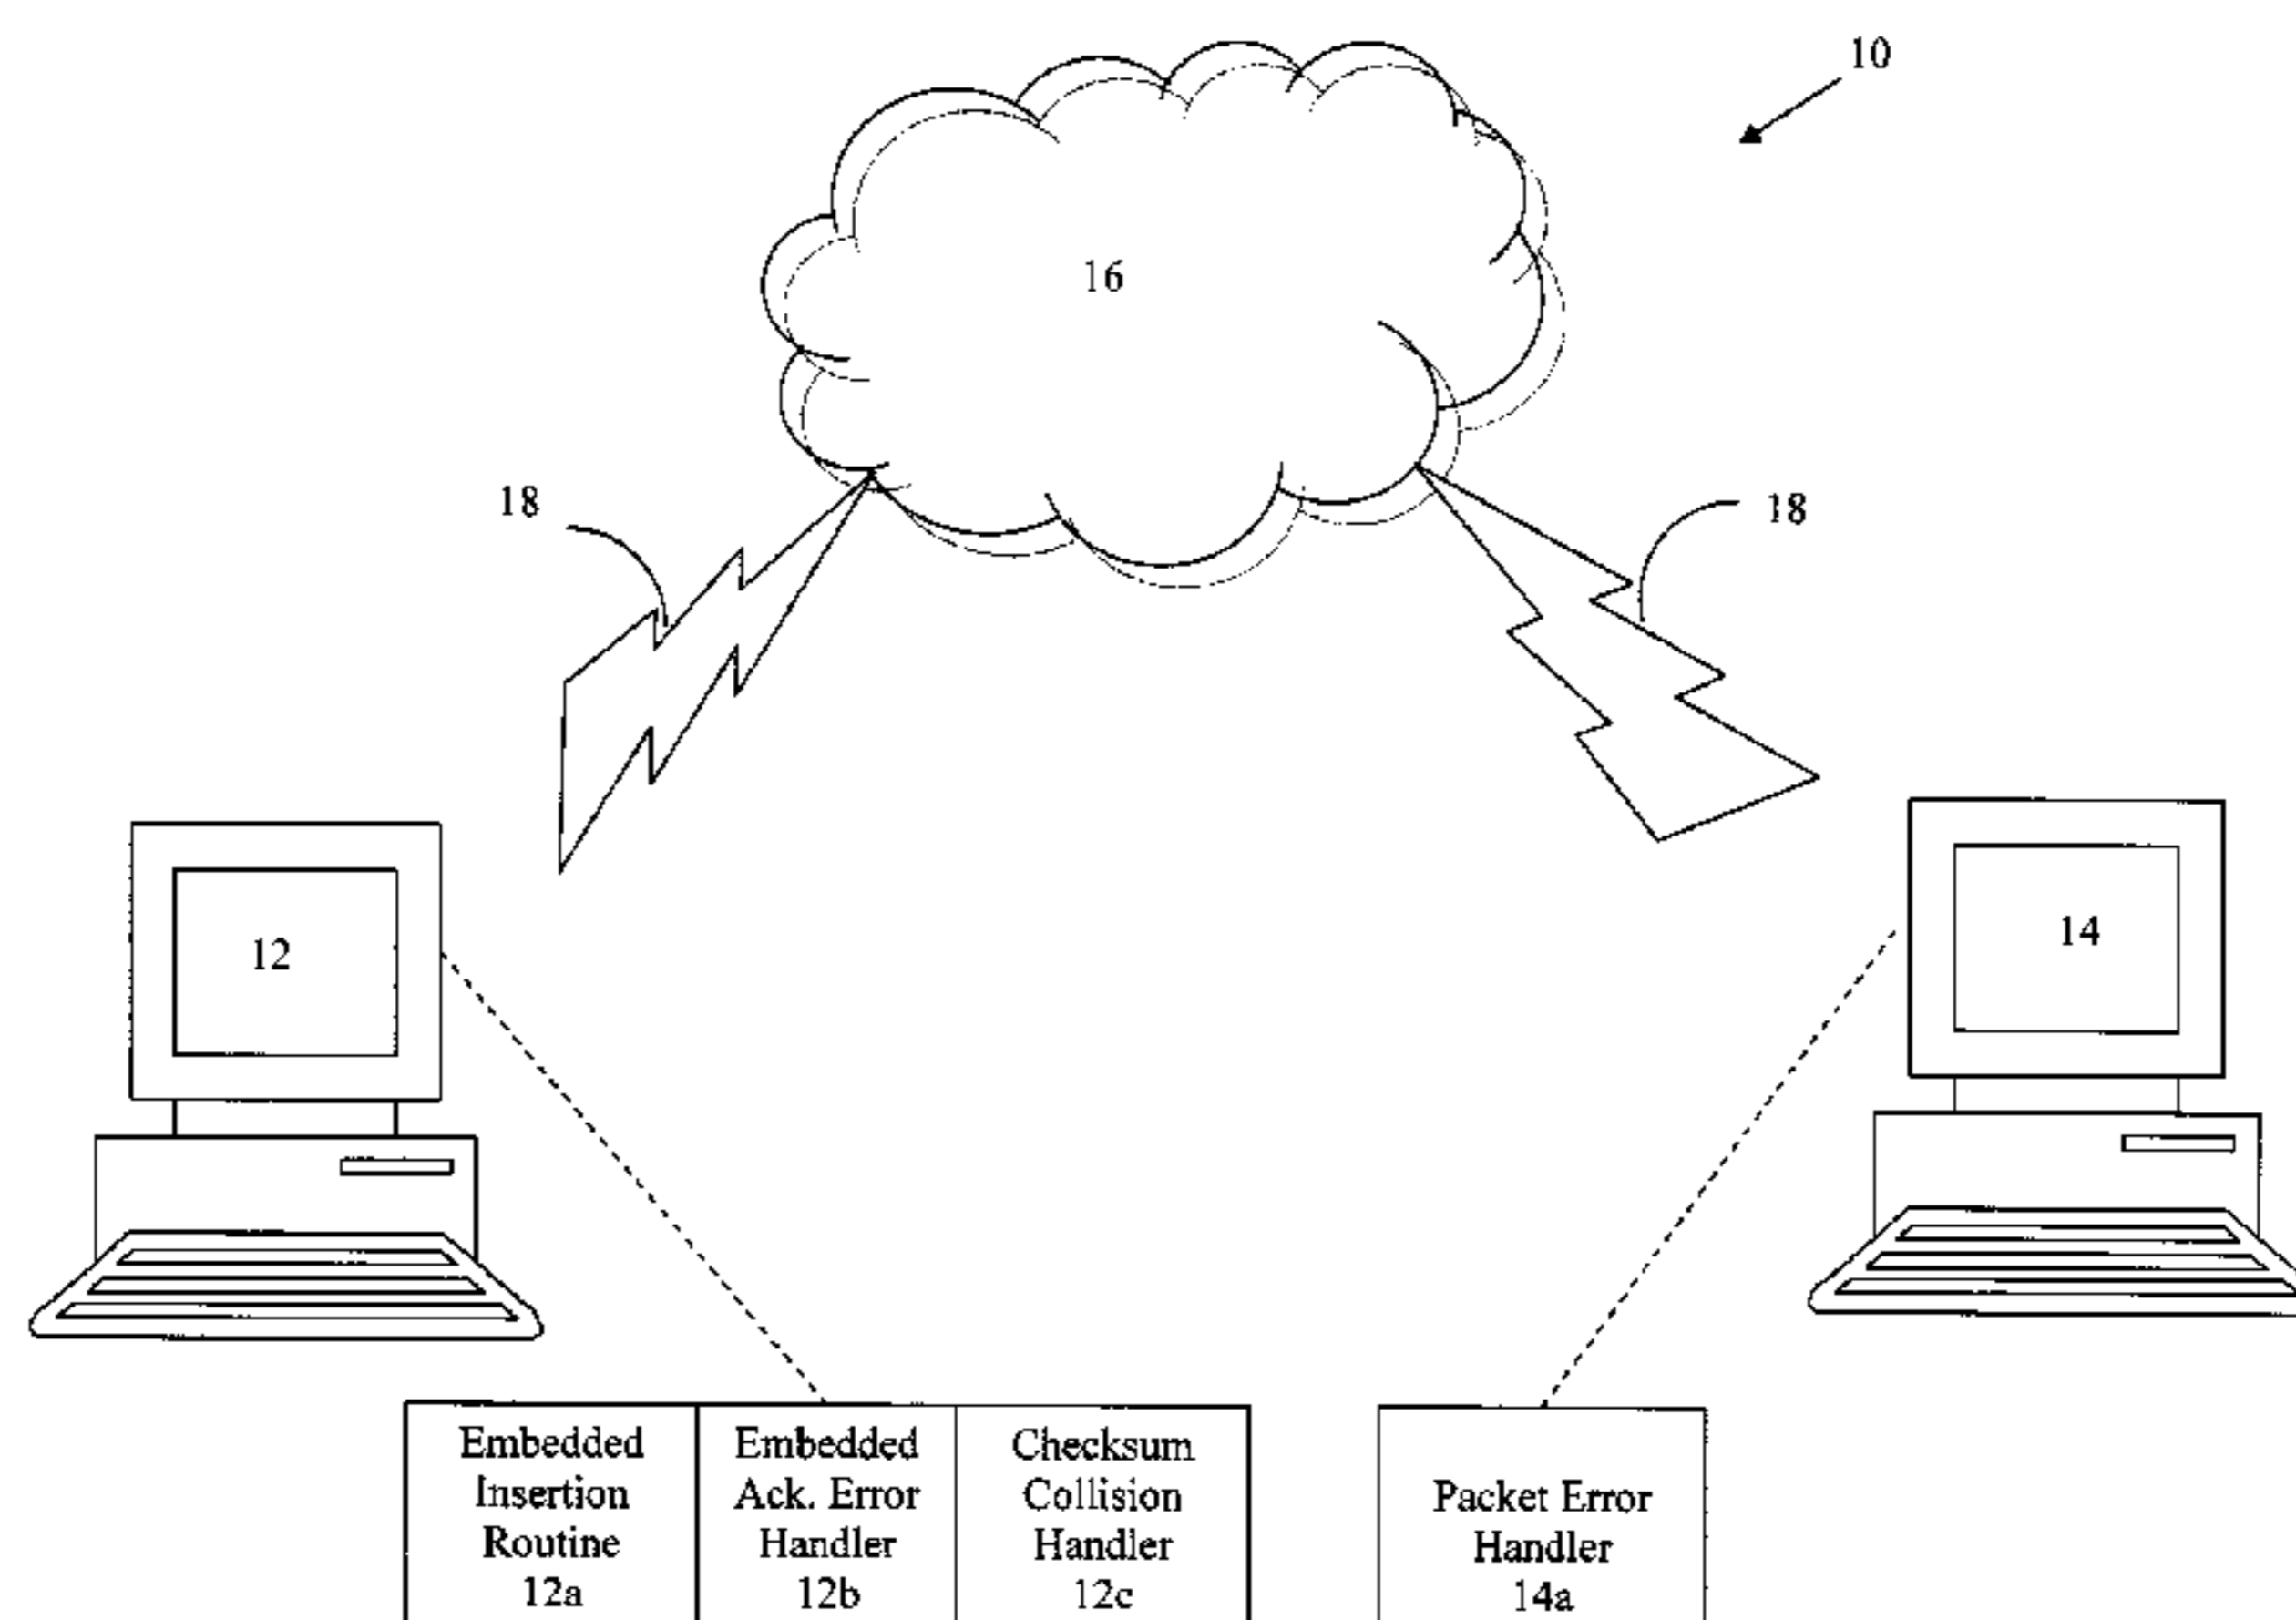 10
16
18
18
12
14
Embedded
Insertion
Routine
12a
Embedded
Ack. Error
Handler
12b
Checksum
Collision
Handler
12c
Packet Error
Handler
14a